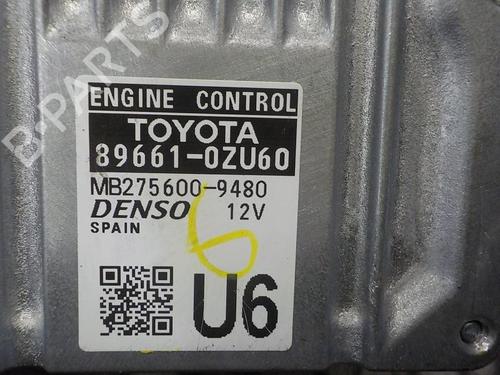 B-PARTS
ENGINE CONTROL
TOYOTA
89661-0ZU60
MB275600-9480
DENSO 12V
SPAIN
6
U6